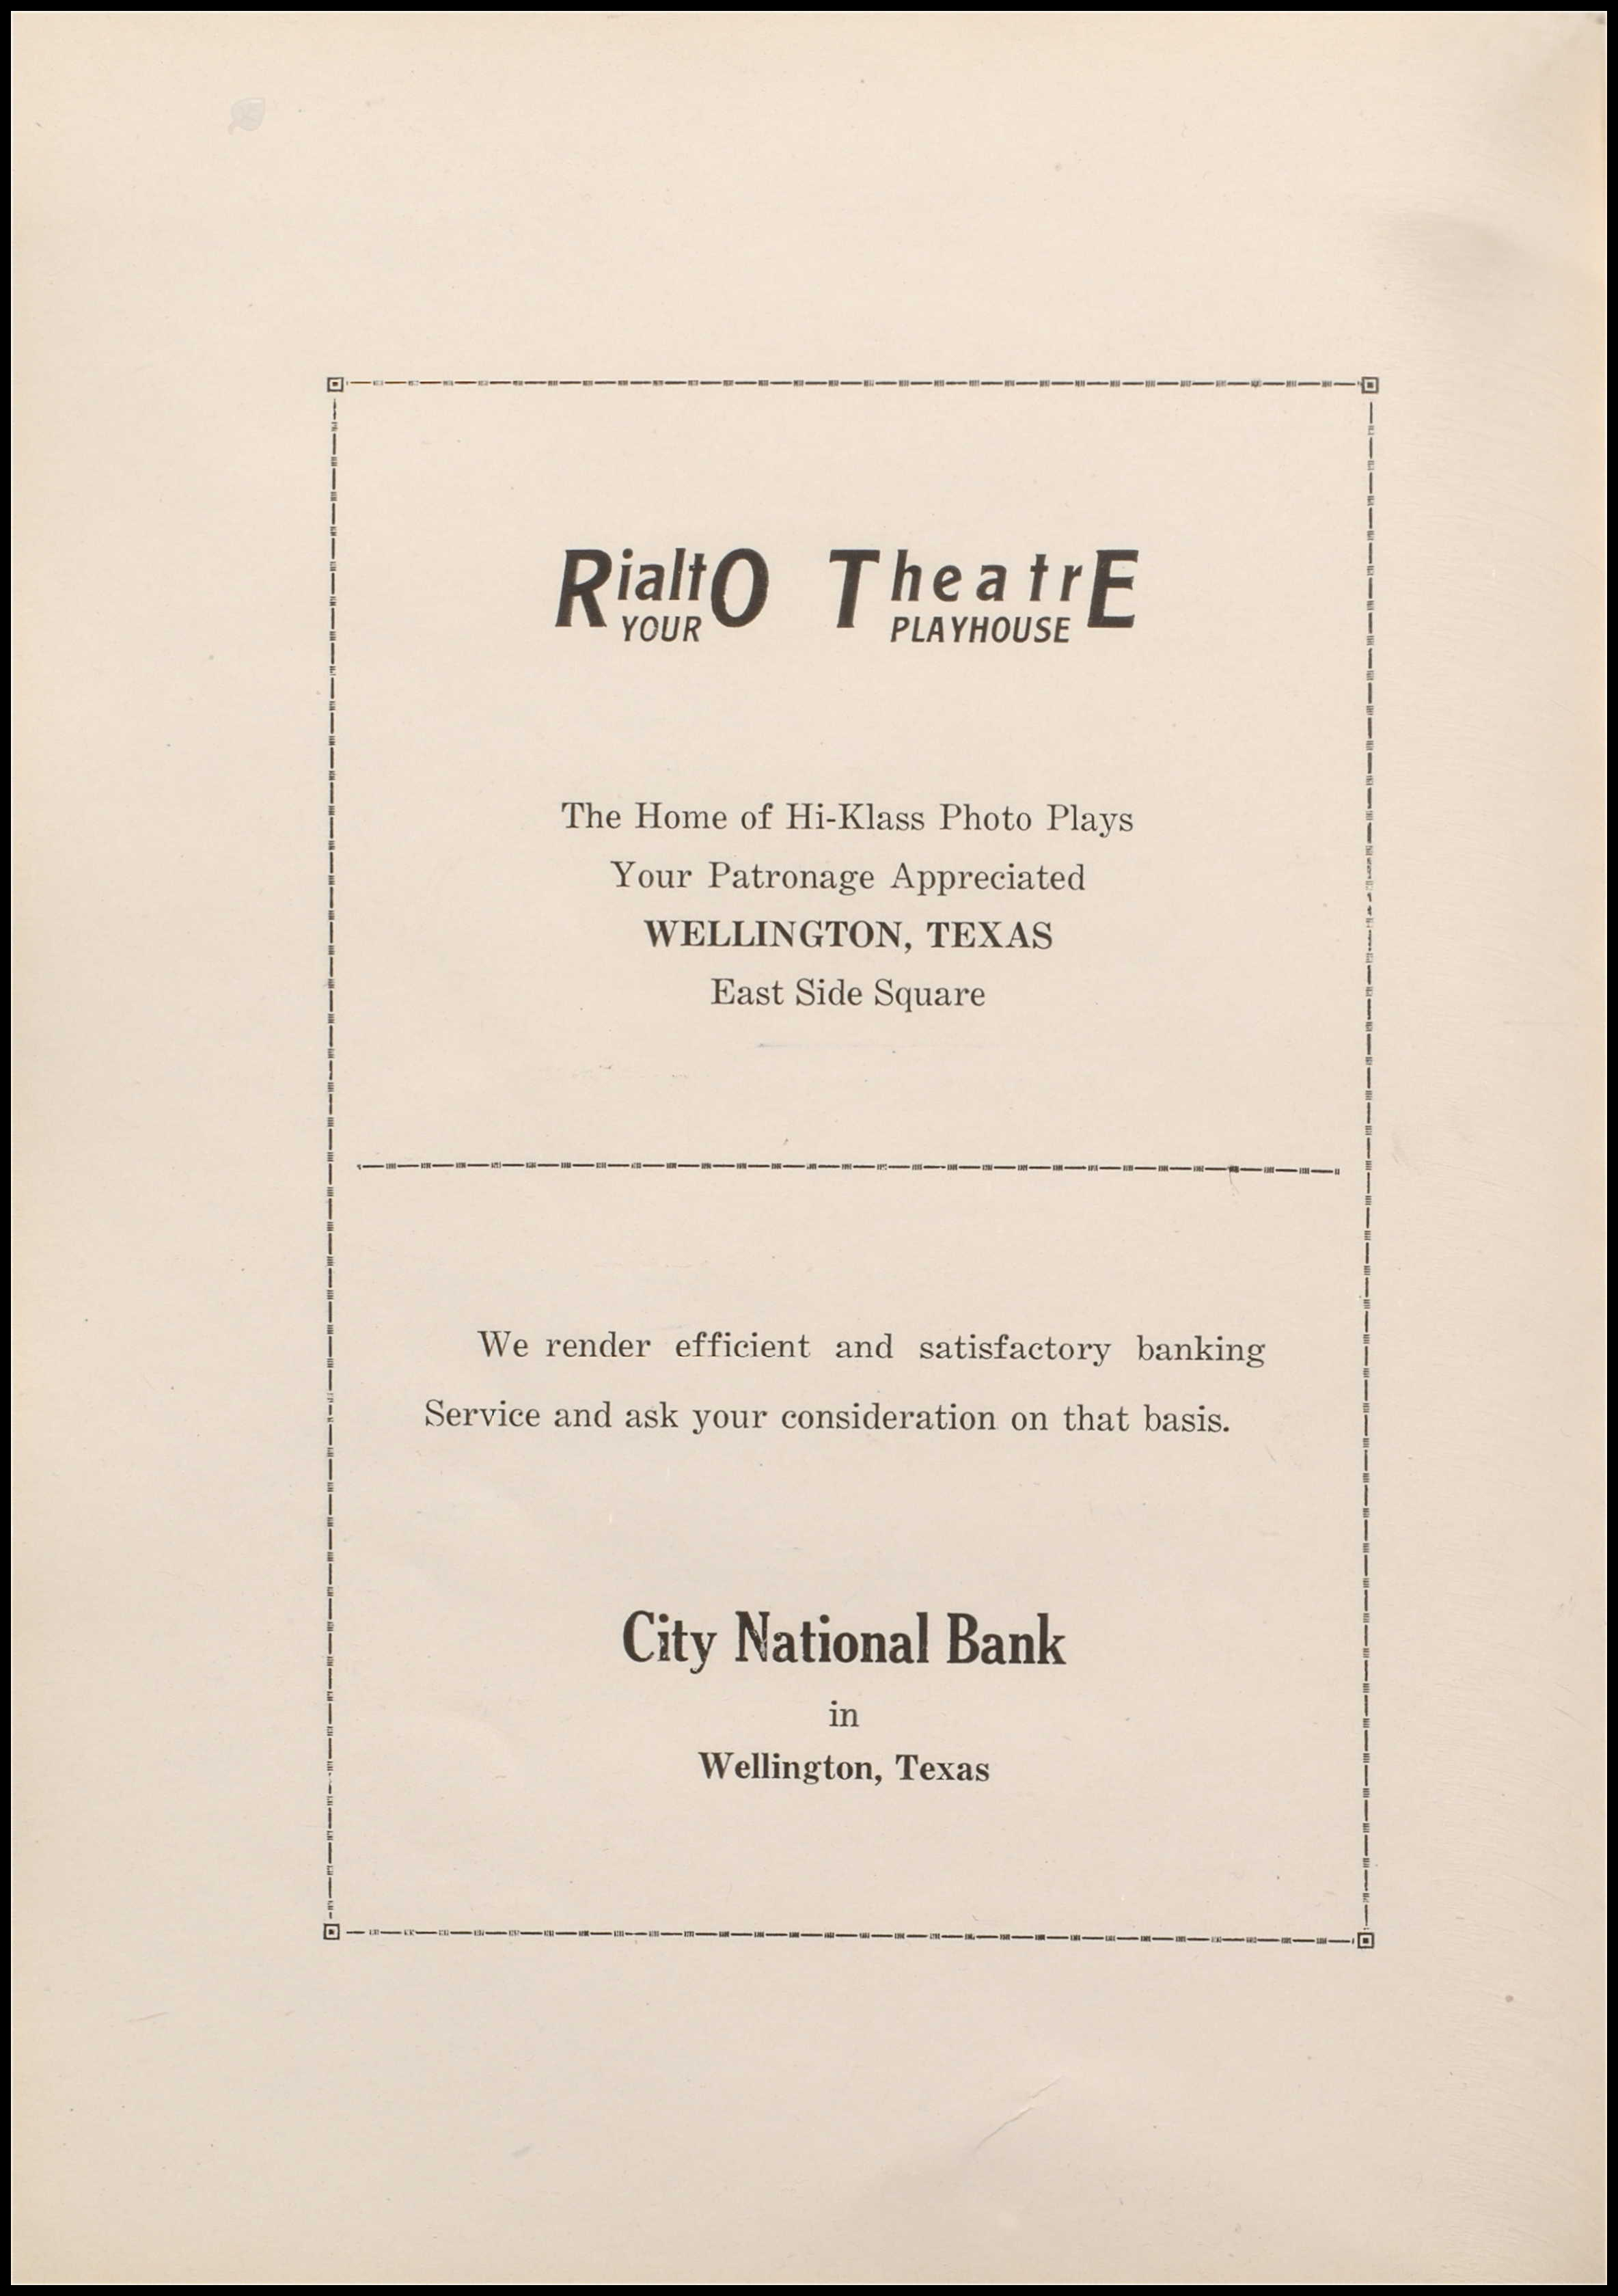 RialtO TheatrE
YOUR PLAYHOUSE
The Home of Hi-Klass Photo Plays
Your Patronage Appreciated
WELLINGTON, TEXAS
East Side Square
We render efficient and satisfactory banking
Service and ask your consideration on that basis.
City National Bank
in
Wellington, Texas